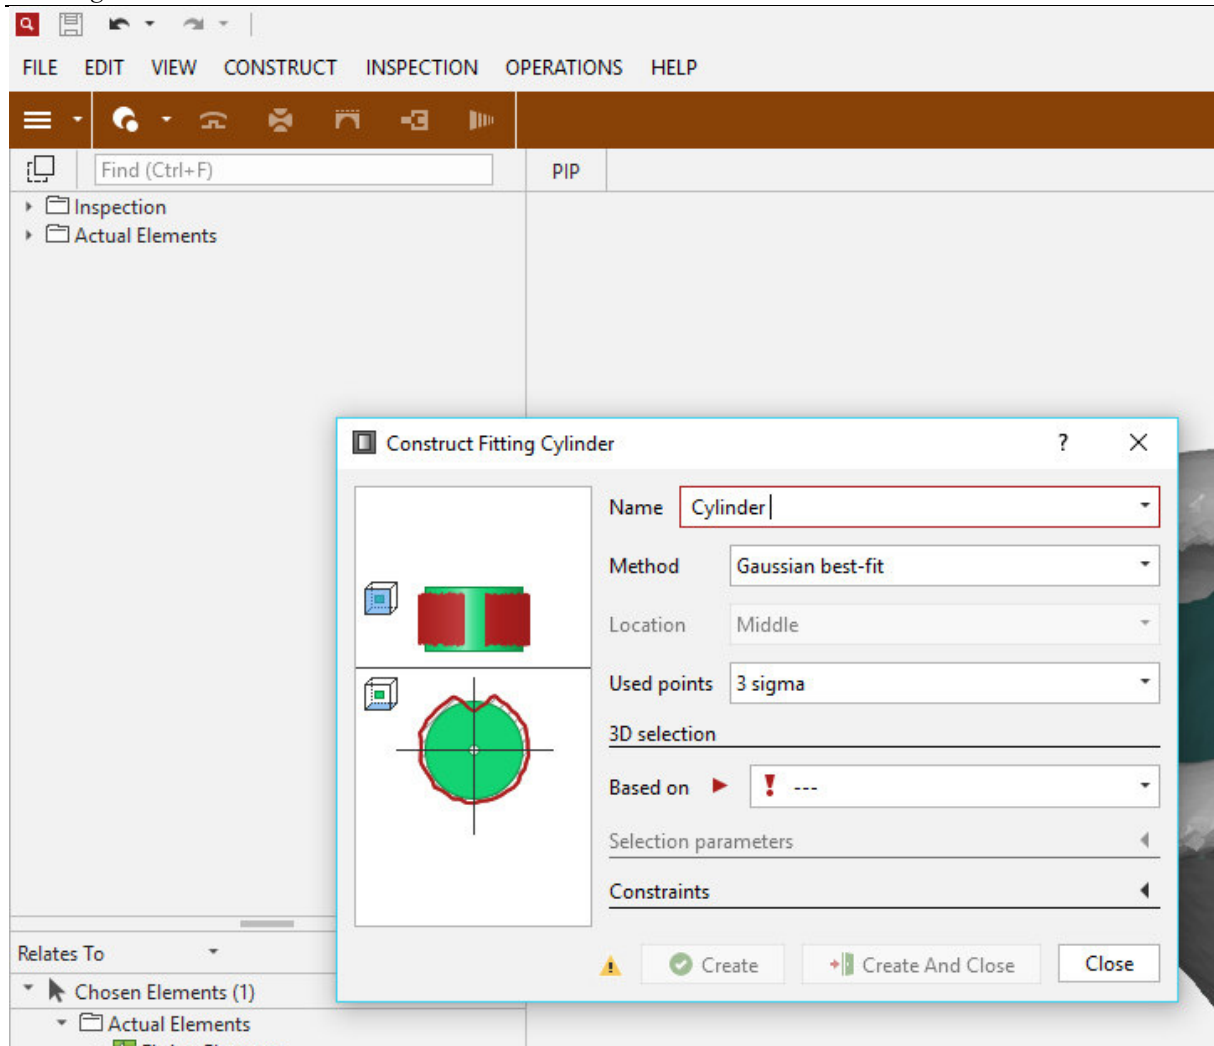 FILE EDIT VIEW CONSTRUCT INSPECTION OPERATIONS HELP
Find (Ctrl+F)
PIP
Inspection
Actual Elements
Construct Fitting Cylinder ?
Name Cylinder
Method Gaussian best-fit
Location Middle
Used points 3 sigma
3D selection
Based on ---
Selection parameters
Constraints
Create Create And Close Close
Relates To
Chosen Elements (1)
Actual Elements